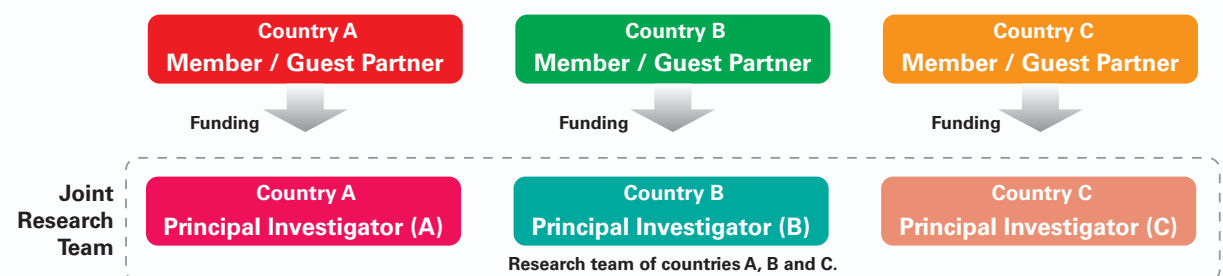 Country A
Member / Guest Partner
Country B
Member / Guest Partner
Country C
Member / Guest Partner
Funding
Funding
Funding
Joint
Research
Team
Country A
Principal Investigator (A)
Country B
Principal Investigator (B)
Country C
Principal Investigator (C)
Research team of countries A, B and C.